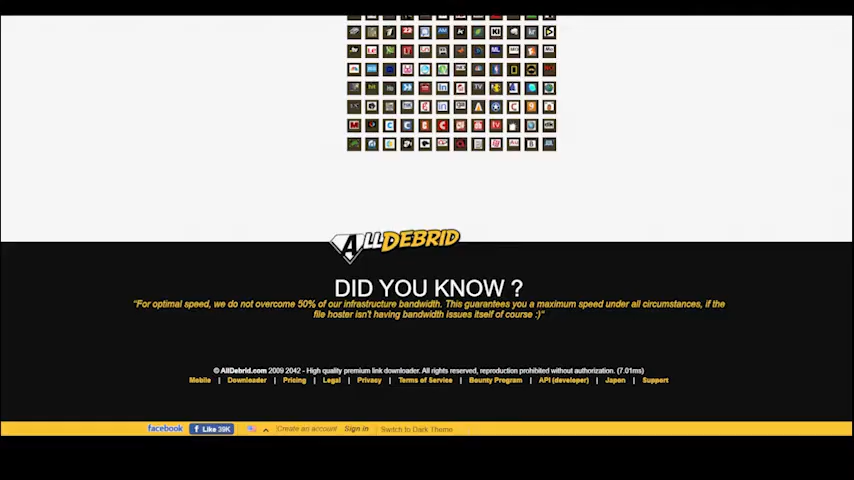 ALLDEBRID
DID YOU KNOW ?
“For optimal speed, we do not overcome 50% of our infrastructure bandwidth. This guarantees you a maximum speed under all circumstances, if the
file hoster isn't having bandwidth issues itself of course :)“
© AllDebrid.com 2009 2042 - High quality premium link downloader. All rights reserved, reproduction prohibited without authorization. (7.01ms)
Mobile | Downloader | Pricing | Legal | Privacy | Terms of Service | Bounty Program | API (developer) | Japon | Support
facebook f Like 39K Create an account Sign in | Switch to Dark Theme